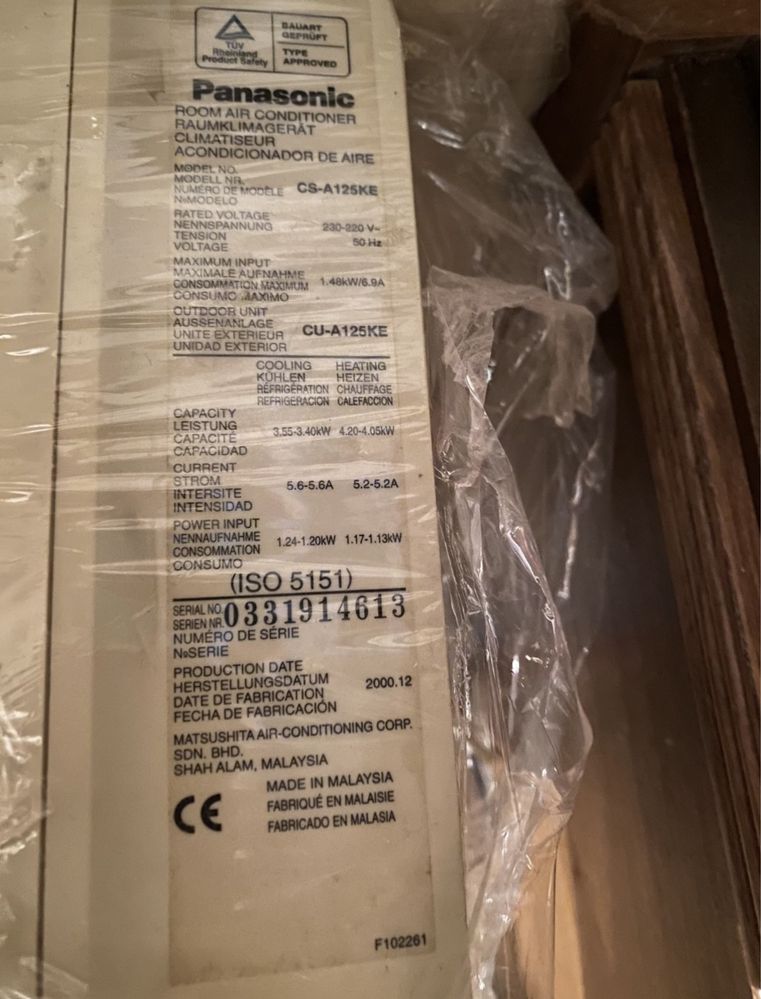 TÜV
Rheinland
Product Safety
BAUART
GEPRÜFT
TYPE
APPROVED
Panasonic
ROOM AIR CONDITIONER
RAUMKLIMAGERÄT
CLIMATISEUR
ACONDICIONADOR DE AIRE
MODEL NO.
MODELL NR.
NUMÉRO DE MODÈLE CS-A125KE
№MODELO
RATED VOLTAGE
NENNSPANNUNG 230-220 V~
TENSION
VOLTAGE 50 Hz
MAXIMUM INPUT
MAXIMALE AUFNAHME
CONSOMMATION MAXIMUM 1.48kW/6.9A
CONSUMO MAXIMO
OUTDOOR UNIT
AUSSENANLAGE
UNITE EXTERIEUR CU-A125KE
UNIDAD EXTERIOR
COOLING HEATING
KÜHLEN HEIZEN
RÉFRIGÉRATION CHAUFFAGE
REFRIGERACION CALEFACCIÓN
CAPACITY
LEISTUNG 3.55-3.40kW 4.20-4.05kW
CAPACITÉ
CAPACIDAD
CURRENT
STROM 5.6-5.6A 5.2-5.2A
INTERSITE
INTENSIDAD
POWER INPUT
NENNAUFNAHME 1.24-1.20kW 1.17-1.13kW
CONSOMMATION
CONSUMO
(ISO 5151)
SERIAL NO. 0331914613
SERIEN NR.
NUMÉRO DE SÉRIE
№SERIE
PRODUCTION DATE
HERSTELLUNGSDATUM 2000.12
DATE DE FABRICATION
FECHA DE FABRICACIÓN
MATSUSHITA AIR-CONDITIONING CORP.
SDN. BHD.
SHAH ALAM, MALAYSIA
MADE IN MALAYSIA
CE FABRIQUÉ EN MALAISIE
FABRICADO EN MALASIA
F102261